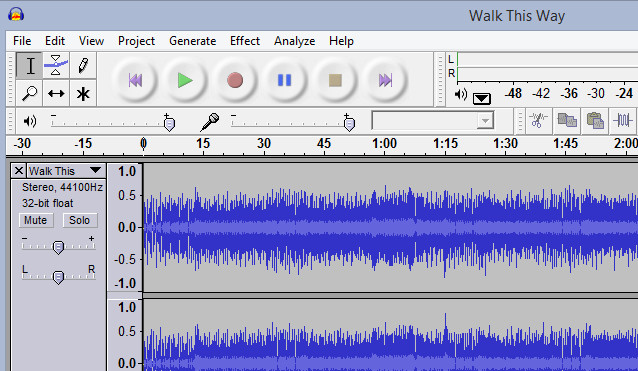 Walk This Way
File Edit View Project Generate Effect Analyze Help
L
R
-48 -42 -36 -30 -24
- + - +
-30 -15 0 15 30 45 1:00 1:15 1:30 1:45 2:00
X Walk This 1.0
Stereo, 44100Hz
32-bit float 0.5
Mute Solo
- + 0.0
-0.5
L R
-1.0
1.0
0.5
0.0